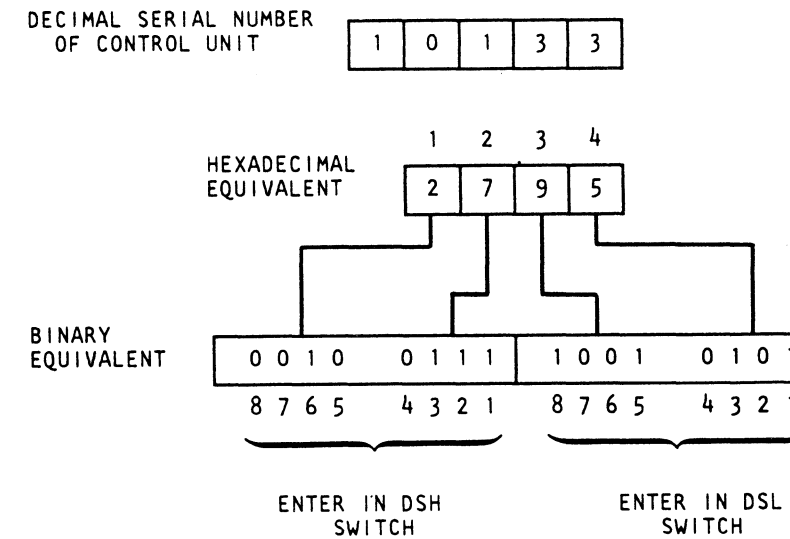 DECIMAL SERIAL NUMBER
OF CONTROL UNIT
1 0 1 3 3
1 2 3 4
HEXADECIMAL
EQUIVALENT
2 7 9 5
BINARY
EQUIVALENT
0 0 1 0 0 1 1 1 1 0 0 1 0 1 0 1
8 7 6 5 4 3 2 1 8 7 6 5 4 3 2 1
ENTER IN DSH
SWITCH
ENTER IN DSL
SWITCH